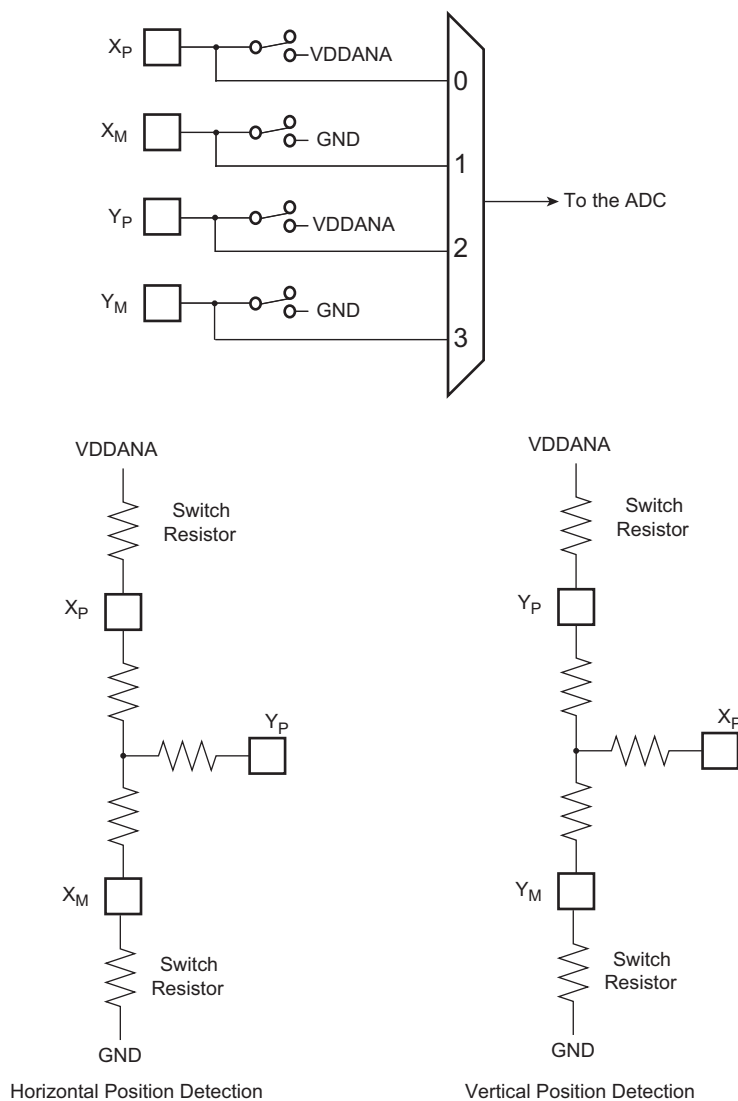 XP
VDDANA
0
XM
GND
1
To the ADC
YP
VDDANA
2
YM
GND
3
VDDANA
Switch
Resistor
XP
YP
XM
Switch
Resistor
GND
Horizontal Position Detection
VDDANA
Switch
Resistor
YP
XP
YM
Switch
Resistor
GND
Vertical Position Detection